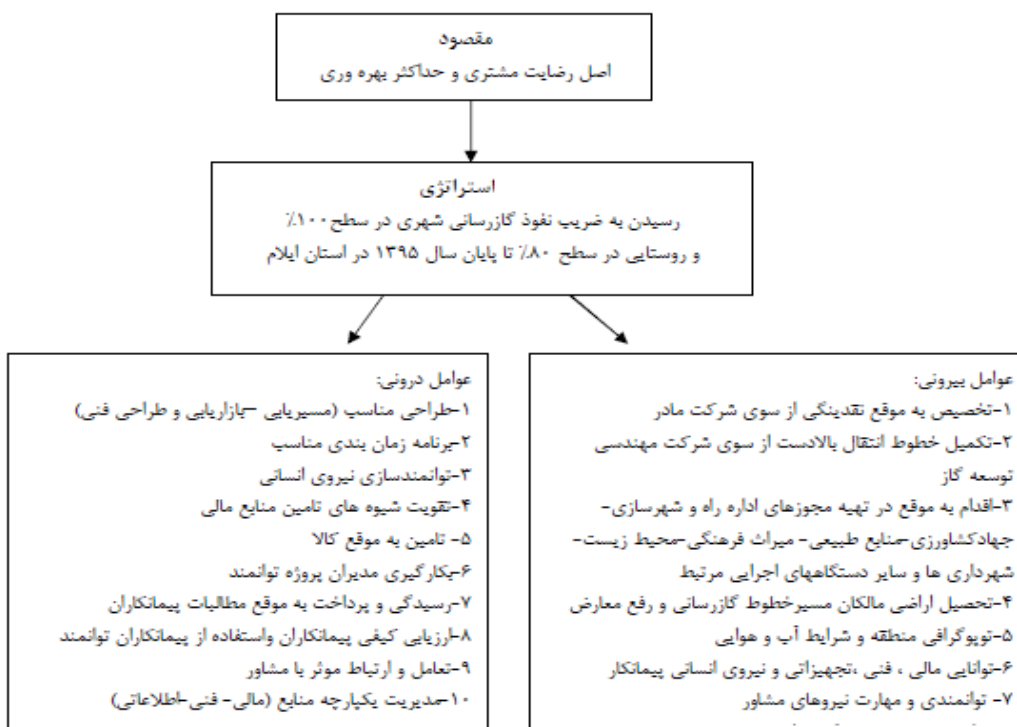 مقصود
اصل رضایت مشتری و حداکثر بهره وری
استراتژی
رسیدن به ضریب نفوذ گازرسانی شهری در سطح۱۰۰٪
و روستایی در سطح ۸۰٪ تا پایان سال ۱۳۹۵ در استان ایلام
عوامل بیرونی:
۱-تخصیص به موقع نقدینگی از سوی شرکت مادر
۲-تکمیل خطوط انتقال بالادست از سوی شرکت مهندسی
توسعه گاز
۳-اقدام به موقع در تهیه مجوزهای اداره راه و شهرسازی-
جهادکشاورزی-منابع طبیعی- میراث فرهنگی-محیط زیست-
شهرداری ها و سایر دستگاههای اجرایی مرتبط
۴-تحصیل اراضی مالکان مسیرخطوط گازرسانی و رفع معارض
۵-توپوگرافی منطقه و شرایط آب و هوایی
۶-توانایی مالی ، فنی ،تجهیزاتی و نیروی انسانی پیمانکار
۷- توانمندی و مهارت نیروهای مشاور
عوامل درونی:
۱-طراحی مناسب (مسیریابی –بازاریابی و طراحی فنی)
۲-برنامه زمان بندی مناسب
۳-توانمندسازی نیروی انسانی
۴-تقویت شیوه های تامین منابع مالی
۵- تامین به موقع کالا
۶-بکارگیری مدیران پروژه توانمند
۷-رسیدگی و پرداخت به موقع مطالبات پیمانکاران
۸-ارزیابی کیفی پیمانکاران واستفاده از پیمانکاران توانمند
۹-تعامل و ارتباط موثر با مشاور
۱۰-مدیریت یکپارچه منابع (مالی- فنی-اطلاعاتی)